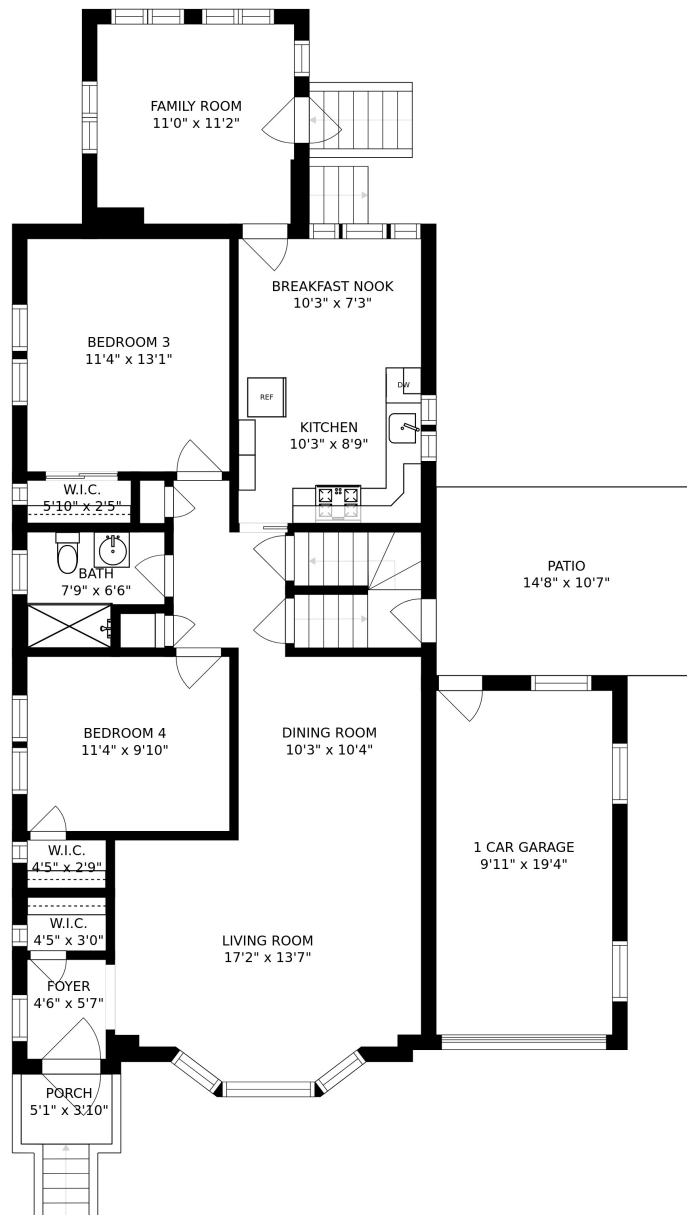 FAMILY ROOM
11'0" x 11'2"
BREAKFAST NOOK
10'3" x 7'3"
BEDROOM 3
11'4" x 13'1"
DW
REF
KITCHEN
10'3" x 8'9"
W.I.C.
5'10" x 2'5"
BATH
7'9" x 6'6"
PATIO
14'8" x 10'7"
BEDROOM 4
11'4" x 9'10"
DINING ROOM
10'3" x 10'4"
W.I.C.
4'5" x 2'9"
1 CAR GARAGE
9'11" x 19'4"
W.I.C.
4'5" x 3'0"
LIVING ROOM
17'2" x 13'7"
FOYER
4'6" x 5'7"
PORCH
5'1" x 3'10"